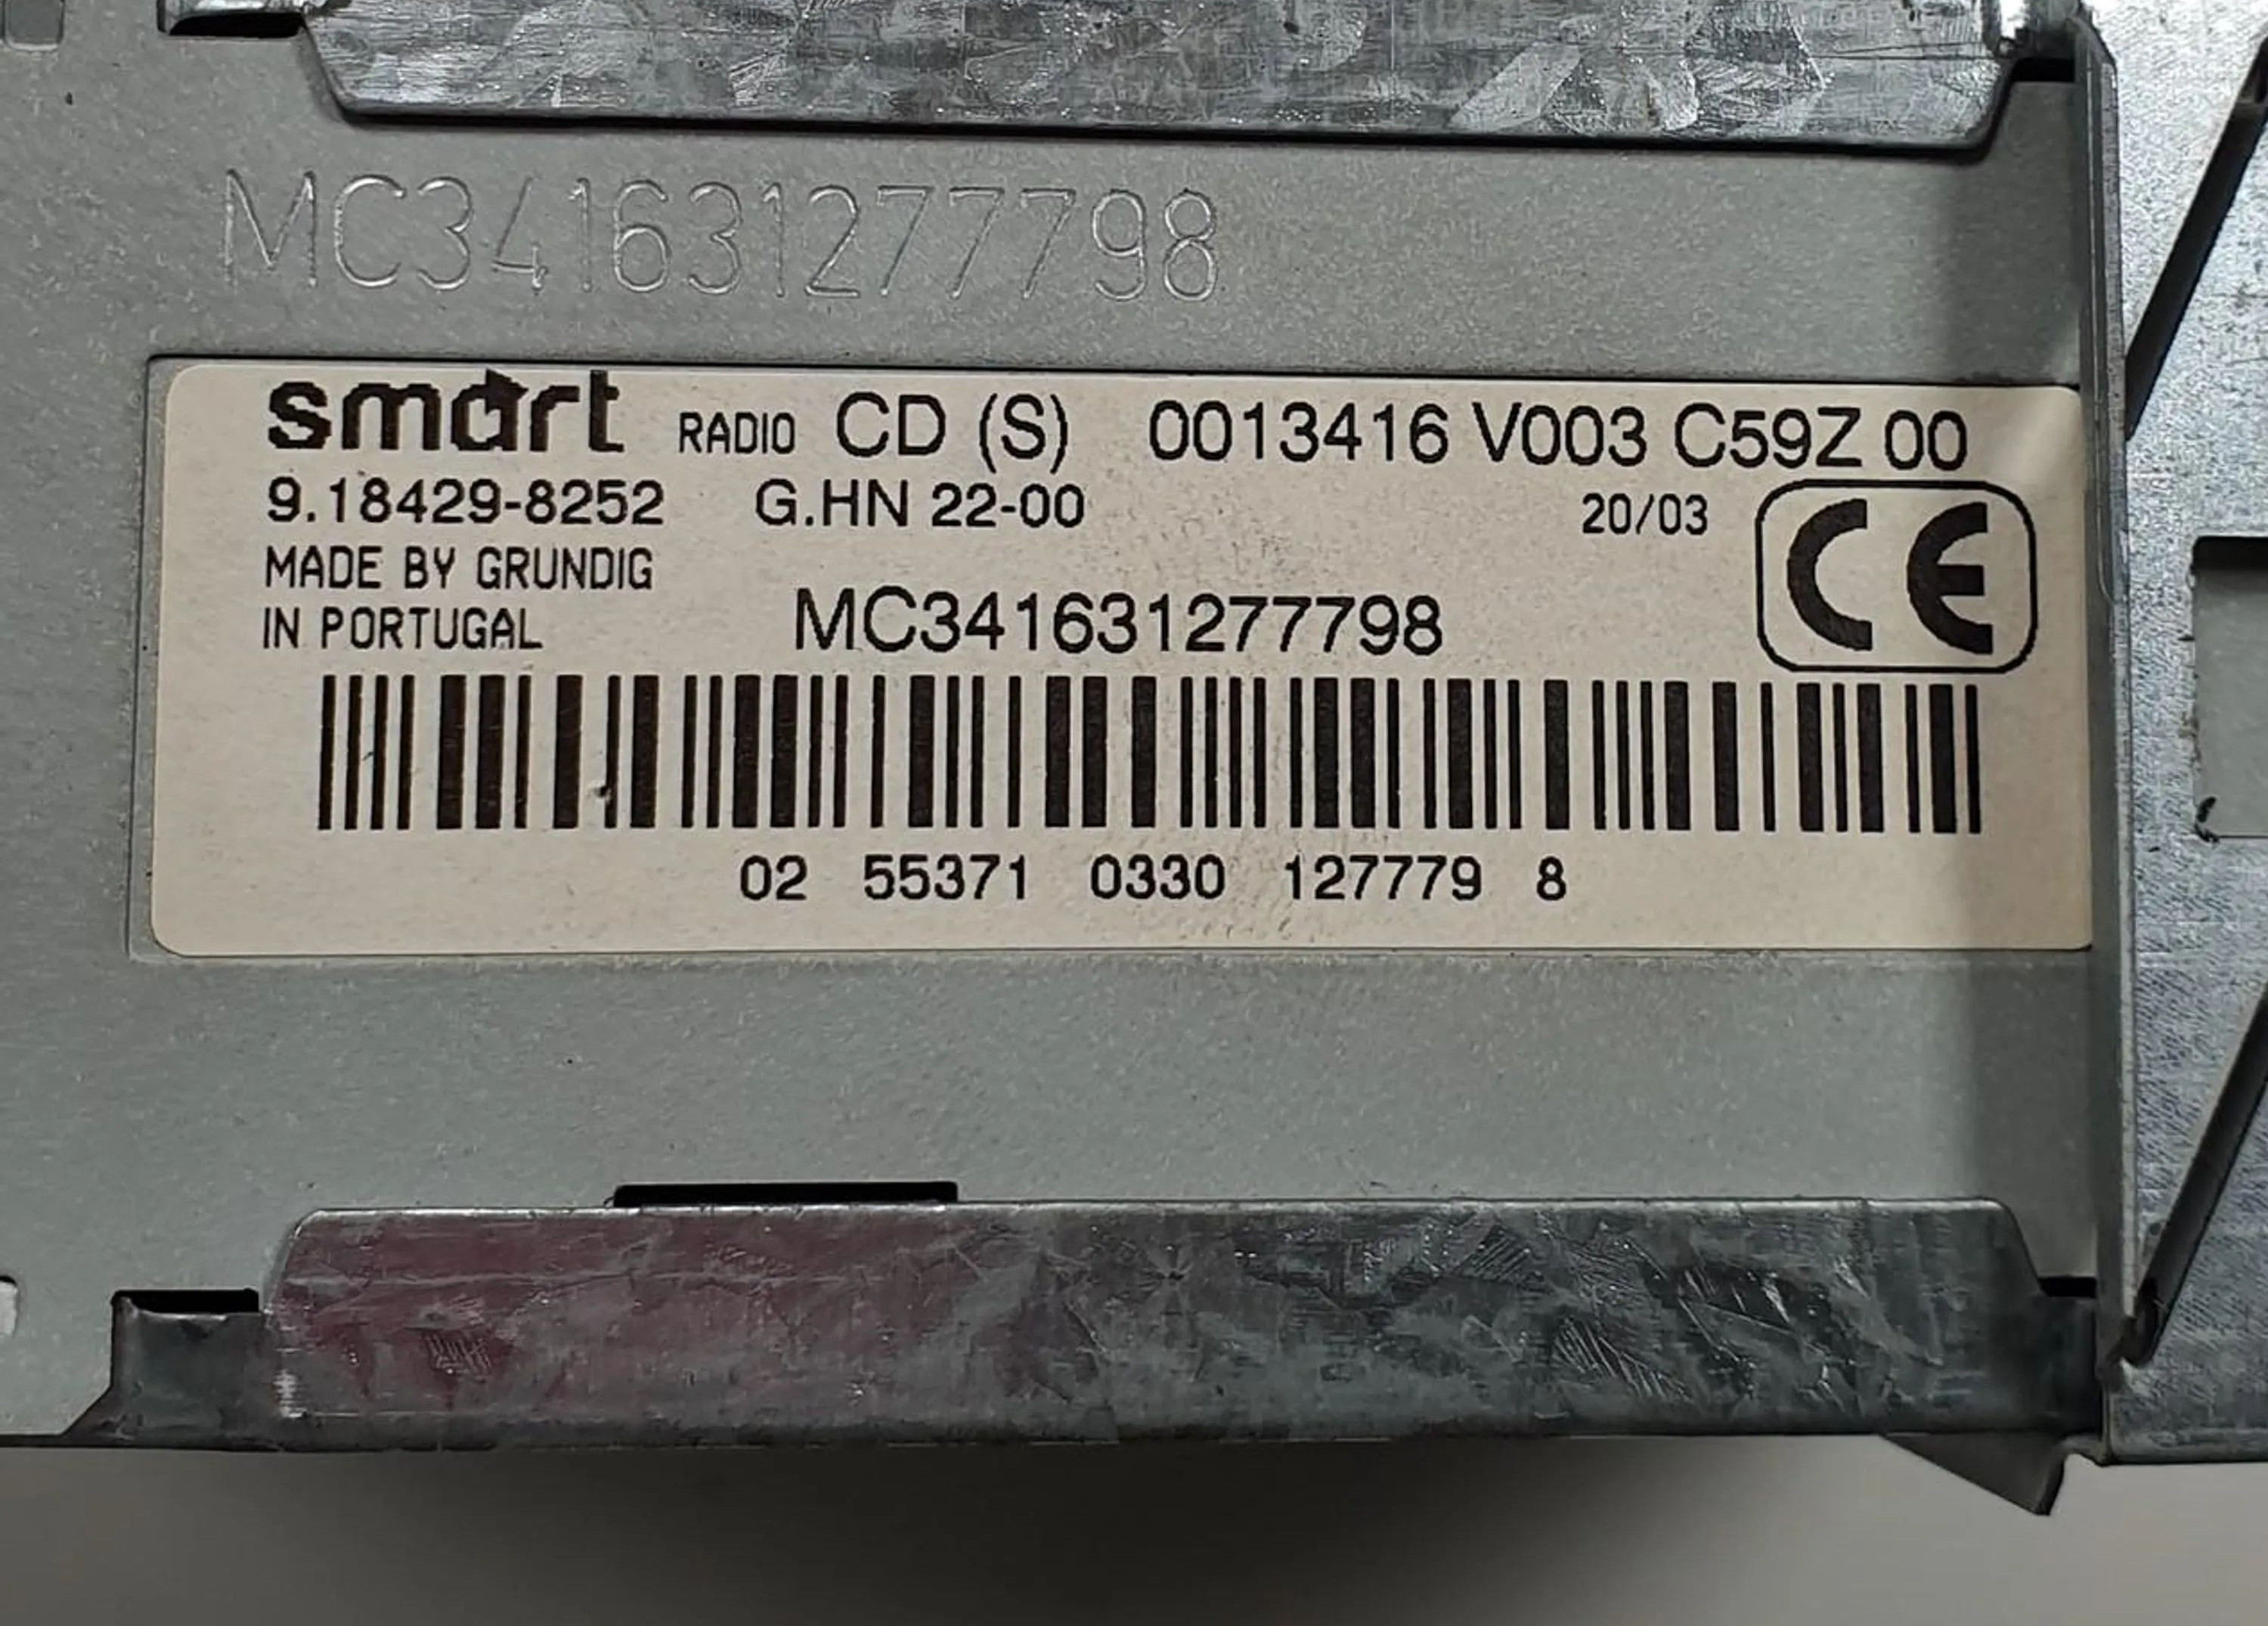 MC341631277798
smart RADIO CD (S) 0013416 V003 C59Z 00
9.18429-8252 G.HN 22-00 20/03 CE
MADE BY GRUNDIG
IN PORTUGAL MC341631277798
02 55371 0330 127779 8